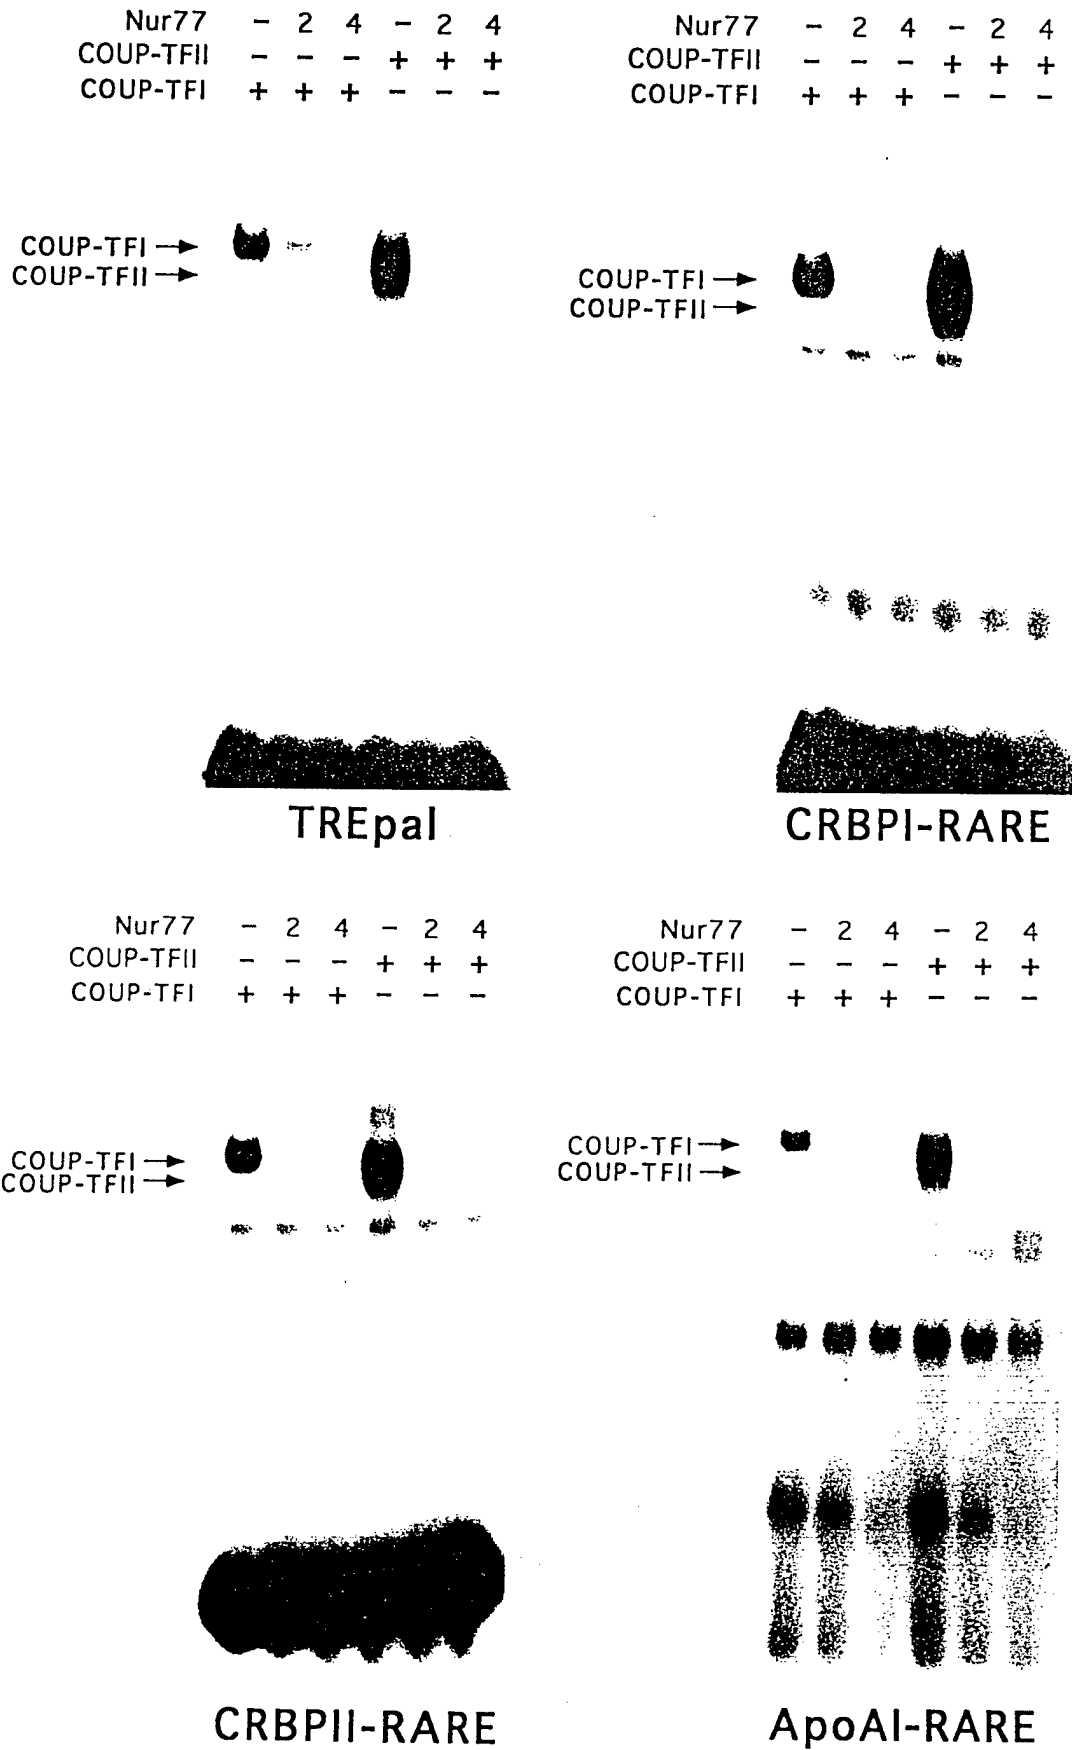 Nur77 − 2 4 − 2 4
COUP-TFII − − − + + +
COUP-TFI + + + − − −
COUP-TFI
COUP-TFII
TREpal
Nur77 − 2 4 − 2 4
COUP-TFII − − − + + +
COUP-TFI + + + − − −
COUP-TFI
COUP-TFII
CRBPI-RARE
Nur77 − 2 4 − 2 4
COUP-TFII − − − + + +
COUP-TFI + + + − − −
COUP-TFI
COUP-TFII
CRBPII-RARE
Nur77 − 2 4 − 2 4
COUP-TFII − − − + + +
COUP-TFI + + + − − −
COUP-TFI
COUP-TFII
ApoAI-RARE